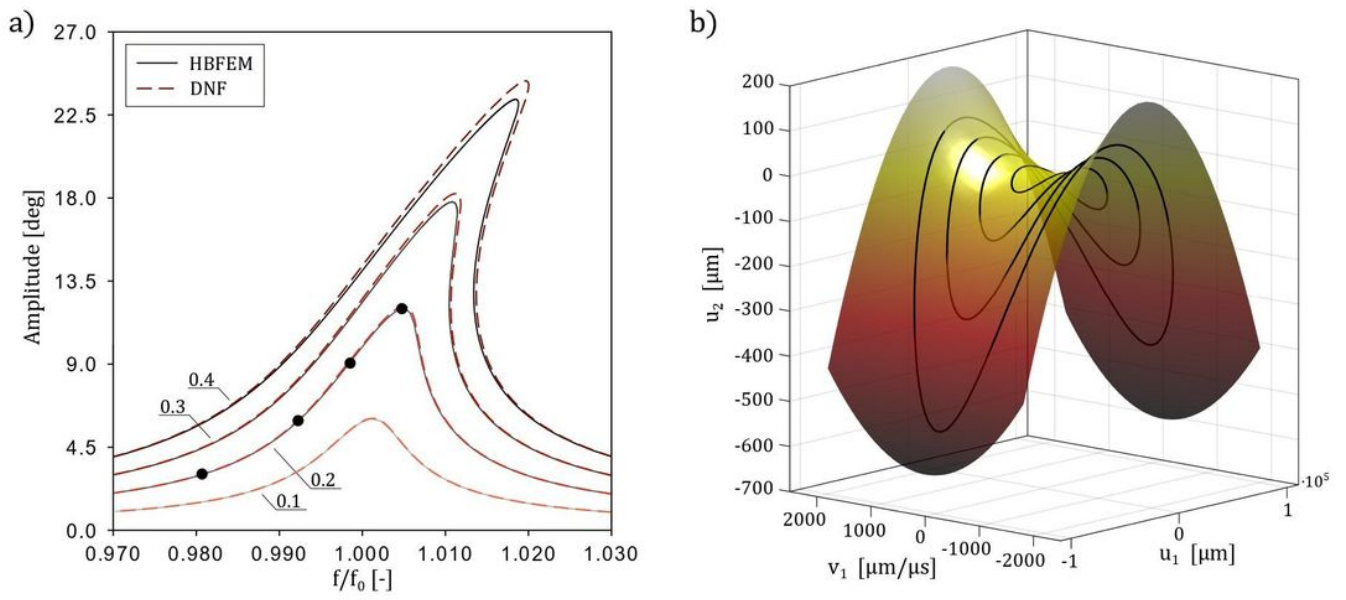 a)
27.0
22.5
18.0
13.5
9.0
4.5
0.0
Amplitude [deg]
HBFEM
DNF
0.4
0.3
0.2
0.1
0.970 0.980 0.990 1.000 1.010 1.020 1.030
f/f₀ [-]
b)
200
100
0
-100
-200
-300
-400
-500
-600
-700
u₂ [μm]
2000 1000 0 -1000 -2000
v₁ [μm/μs]
-1 0 1
·10⁵
u₁ [μm]